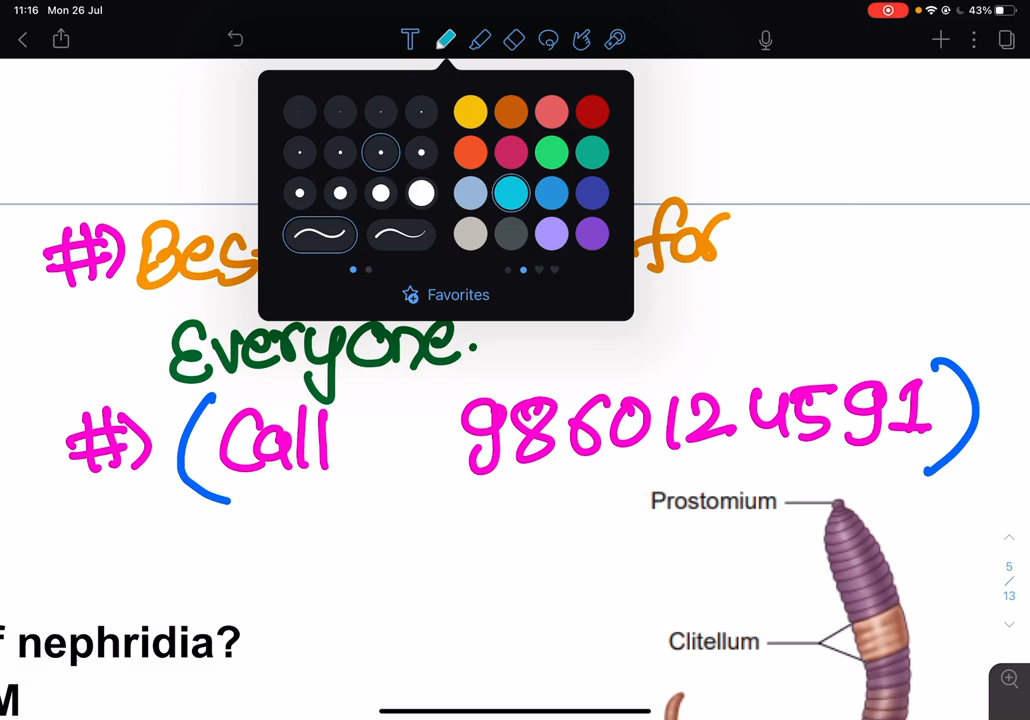 11:16 Mon 26 Jul 43%
T
Favorites
#) Bes for
Everyone.
#) (Call 9860124591)
Prostomium
5
/
13
Clitellum
f nephridia?
M